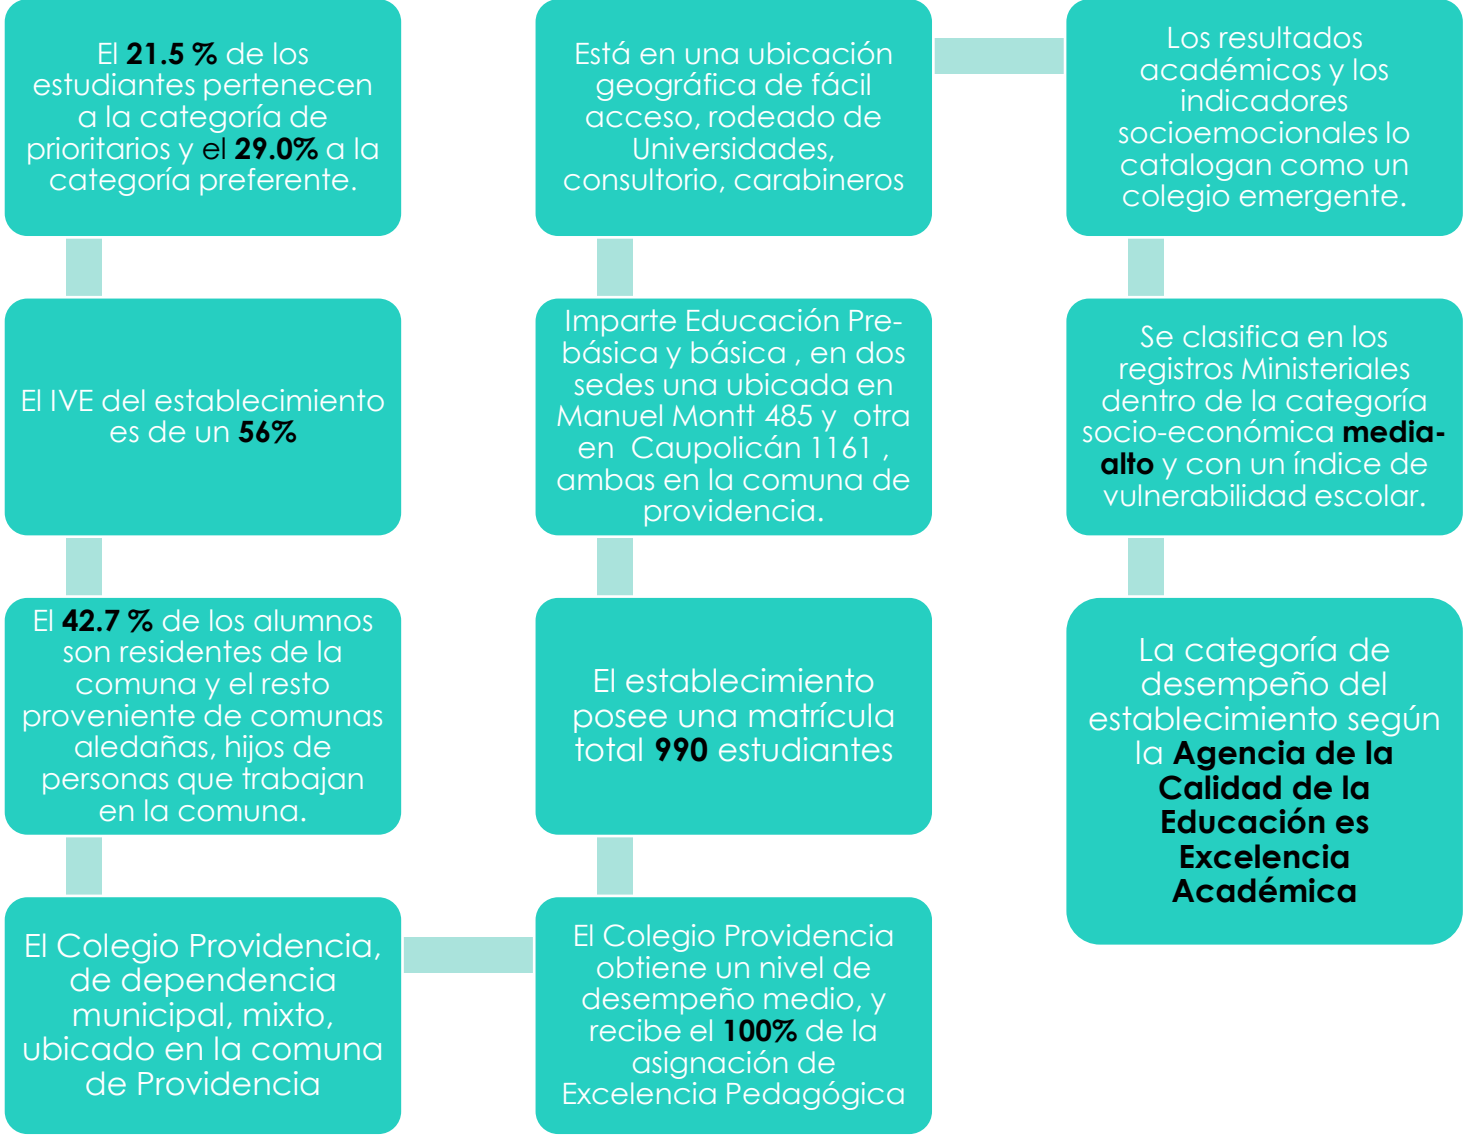 El 21.5 % de los
estudiantes pertenecen
a la categoría de
prioritarios y el 29.0% a la
categoría preferente.
El IVE del establecimiento
es de un 56%
El 42.7 % de los alumnos
son residentes de la
comuna y el resto
proveniente de comunas
aledañas, hijos de
personas que trabajan
en la comuna.
El Colegio Providencia,
de dependencia
municipal, mixto,
ubicado en la comuna
de Providencia
El Colegio Providencia
obtiene un nivel de
desempeño medio, y
recibe el 100% de la
asignación de
Excelencia Pedagógica
El establecimiento
posee una matrícula
total 990 estudiantes
Imparte Educación Pre-
básica y básica , en dos
sedes una ubicada en
Manuel Montt 485 y otra
en Caupolicán 1161 ,
ambas en la comuna de
providencia.
Está en una ubicación
geográfica de fácil
acceso, rodeado de
Universidades,
consultorio, carabineros
Los resultados
académicos y los
indicadores
socioemocionales lo
catalogan como un
colegio emergente.
Se clasifica en los
registros Ministeriales
dentro de la categoría
socio-económica media-
alto y con un índice de
vulnerabilidad escolar.
La categoría de
desempeño del
establecimiento según
la Agencia de la
Calidad de la
Educación es
Excelencia
Académica